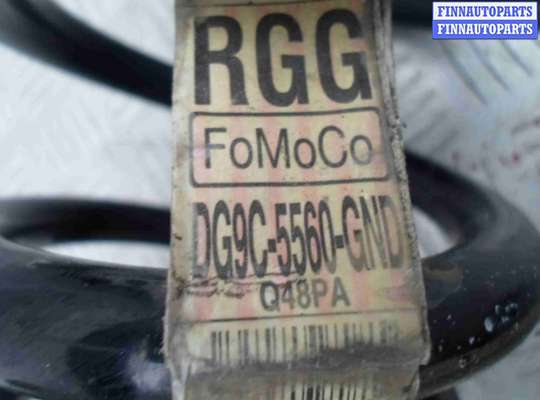 FINNAUTOPARTS
FINNAUTOPARTS
RGG
FoMoCo
DG9C-5560-GND
Q48PA